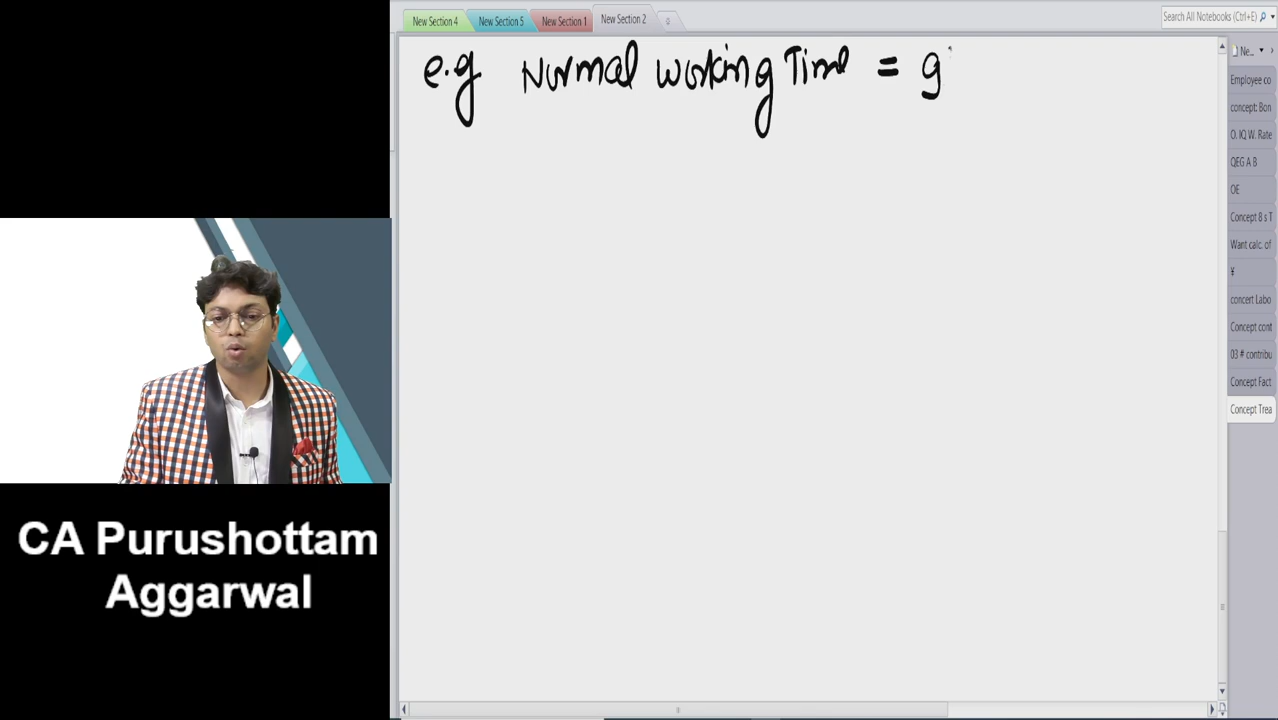 New Section 4
New Section 5
New Section 1
New Section 2
Search All Notebooks (Ctrl+E)
e.g Normal working Time = 9
Ne...
Employee co
concept: Bon
O. IQ W. Rate
QEG A B
OE
Concept 8 s T
Want calc. of
¥
concert Labo
Concept cont
03 # contribu
Concept Fact
Concept Trea
CA Purushottam
Aggarwal